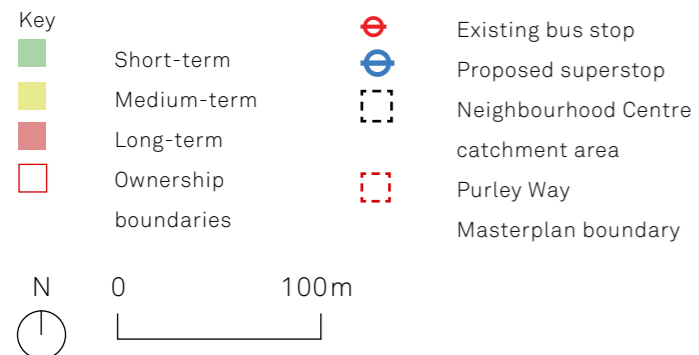 Key
Short-term
Medium-term
Long-term
Ownership
boundaries
Existing bus stop
Proposed superstop
Neighbourhood Centre
catchment area
Purley Way
Masterplan boundary
N
0 100m